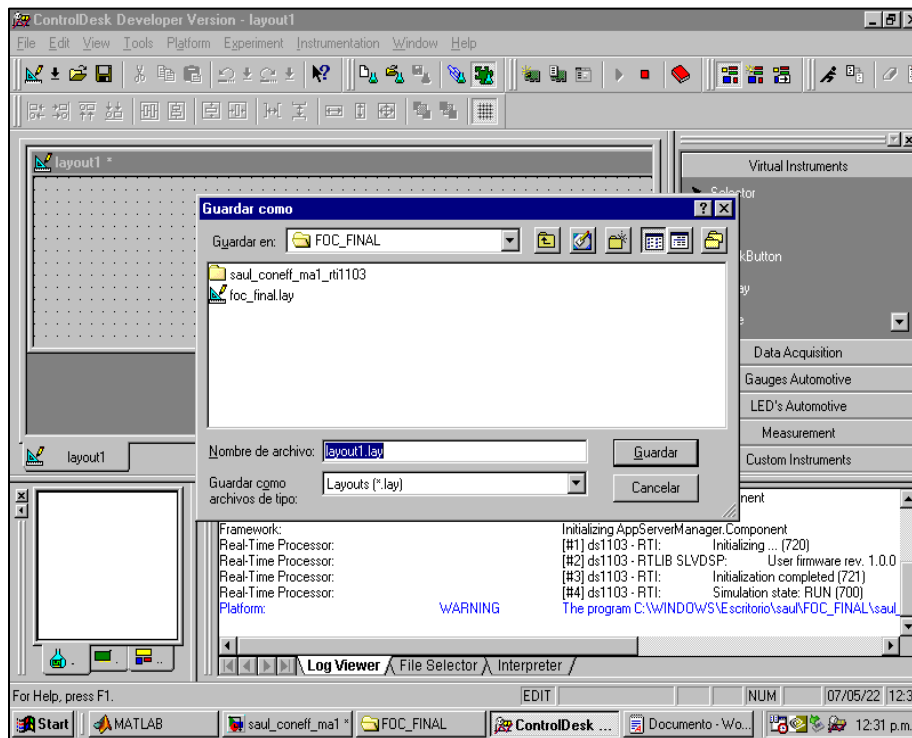 ControlDesk Developer Version - layout1
File Edit View Tools Platform Experiment Instrumentation Window Help
layout1 *
Virtual Instruments
Selector
Guardar como
Guardar en: FOC_FINAL
kButton
saul_coneff_ma1_rti1103
ay
foc_final.lay
e
Data Acquisition
Gauges Automotive
LED's Automotive
Measurement
Custom Instruments
Nombre de archivo: layout1.lay Guardar
Guardar como archivos de tipo: Layouts (*.lay) Cancelar
layout1
nent
Framework: Initializing AppServerManager.Component
Real-Time Processor: [#1] ds1103 - RTI: Initializing ... (720)
Real-Time Processor: [#2] ds1103 - RTLIB SLVDSP: User firmware rev. 1.0.0
Real-Time Processor: [#3] ds1103 - RTI: Initialization completed (721)
Real-Time Processor: [#4] ds1103 - RTI: Simulation state: RUN (700)
Platform: WARNING The program C:\WINDOWS\Escritorio\saul\FOC_FINAL\saul_
Log Viewer File Selector Interpreter
For Help, press F1. EDIT NUM 07/05/22 12:3
Start MATLAB saul_coneff_ma1 * FOC_FINAL ControlDesk ... Documento - Wo... 12:31 p.m.